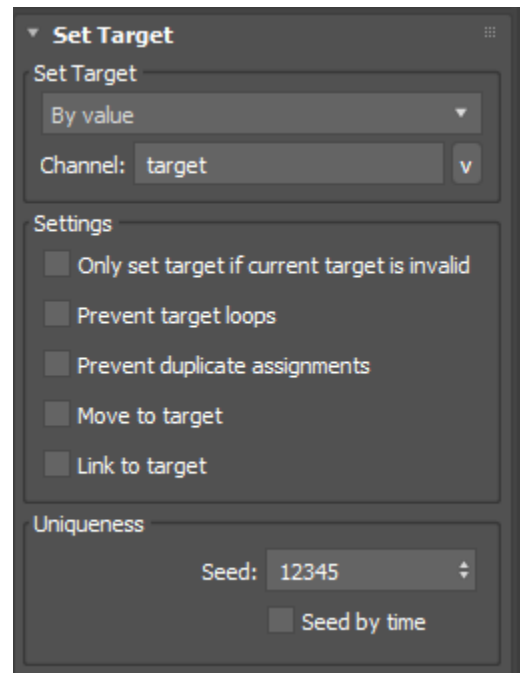 Set Target
Set Target
By value
Channel: target v
Settings
Only set target if current target is invalid
Prevent target loops
Prevent duplicate assignments
Move to target
Link to target
Uniqueness
Seed: 12345
Seed by time